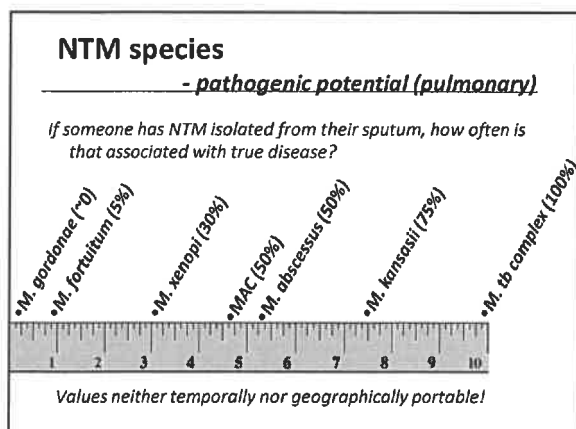 NTM species
- pathogenic potential (pulmonary)
If someone has NTM isolated from their sputum, how often is
that associated with true disease?
•M. gordonae (~0)
•M. fortuitum (5%)
•M. xenopi (30%)
•MAC (50%)
•M. abscessus (50%)
•M. kansasii (75%)
•M. tb complex (100%)
1 2 3 4 5 6 7 8 9 10
Values neither temporally nor geographically portable!